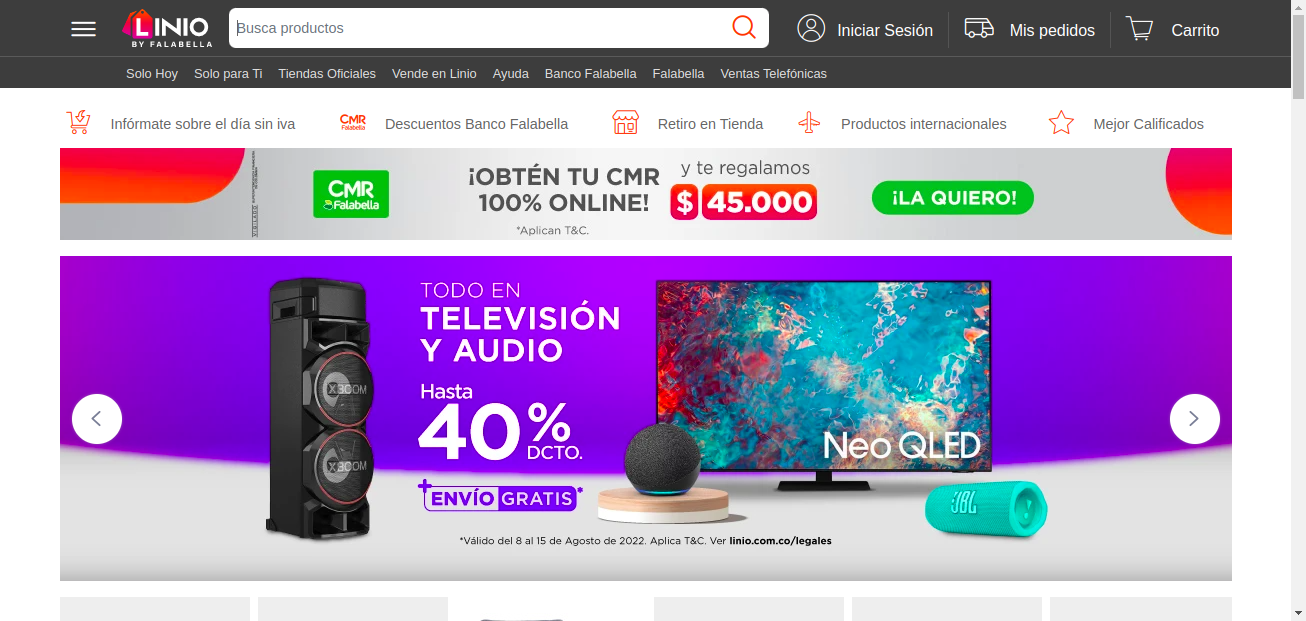 LINIO
BY FALABELLA
Busca productos
Iniciar Sesión
Mis pedidos
Carrito
Solo Hoy
Solo para Ti
Tiendas Oficiales
Vende en Linio
Ayuda
Banco Falabella
Falabella
Ventas Telefónicas
Infórmate sobre el día sin iva
CMR
Falabella
Descuentos Banco Falabella
Retiro en Tienda
Productos internacionales
Mejor Calificados
VIGILADO
CMR
Falabella
¡OBTÉN TU CMR
100% ONLINE!
*Aplican T&C.
y te regalamos
$ 45.000
¡LA QUIERO!
TODO EN
TELEVISIÓN
Y AUDIO
Hasta
40%
DCTO.
+ENVÍO GRATIS*
XBOOM
XBOOM
Neo QLED
JBL
*Válido del 8 al 15 de Agosto de 2022. Aplica T&C. Ver linio.com.co/legales